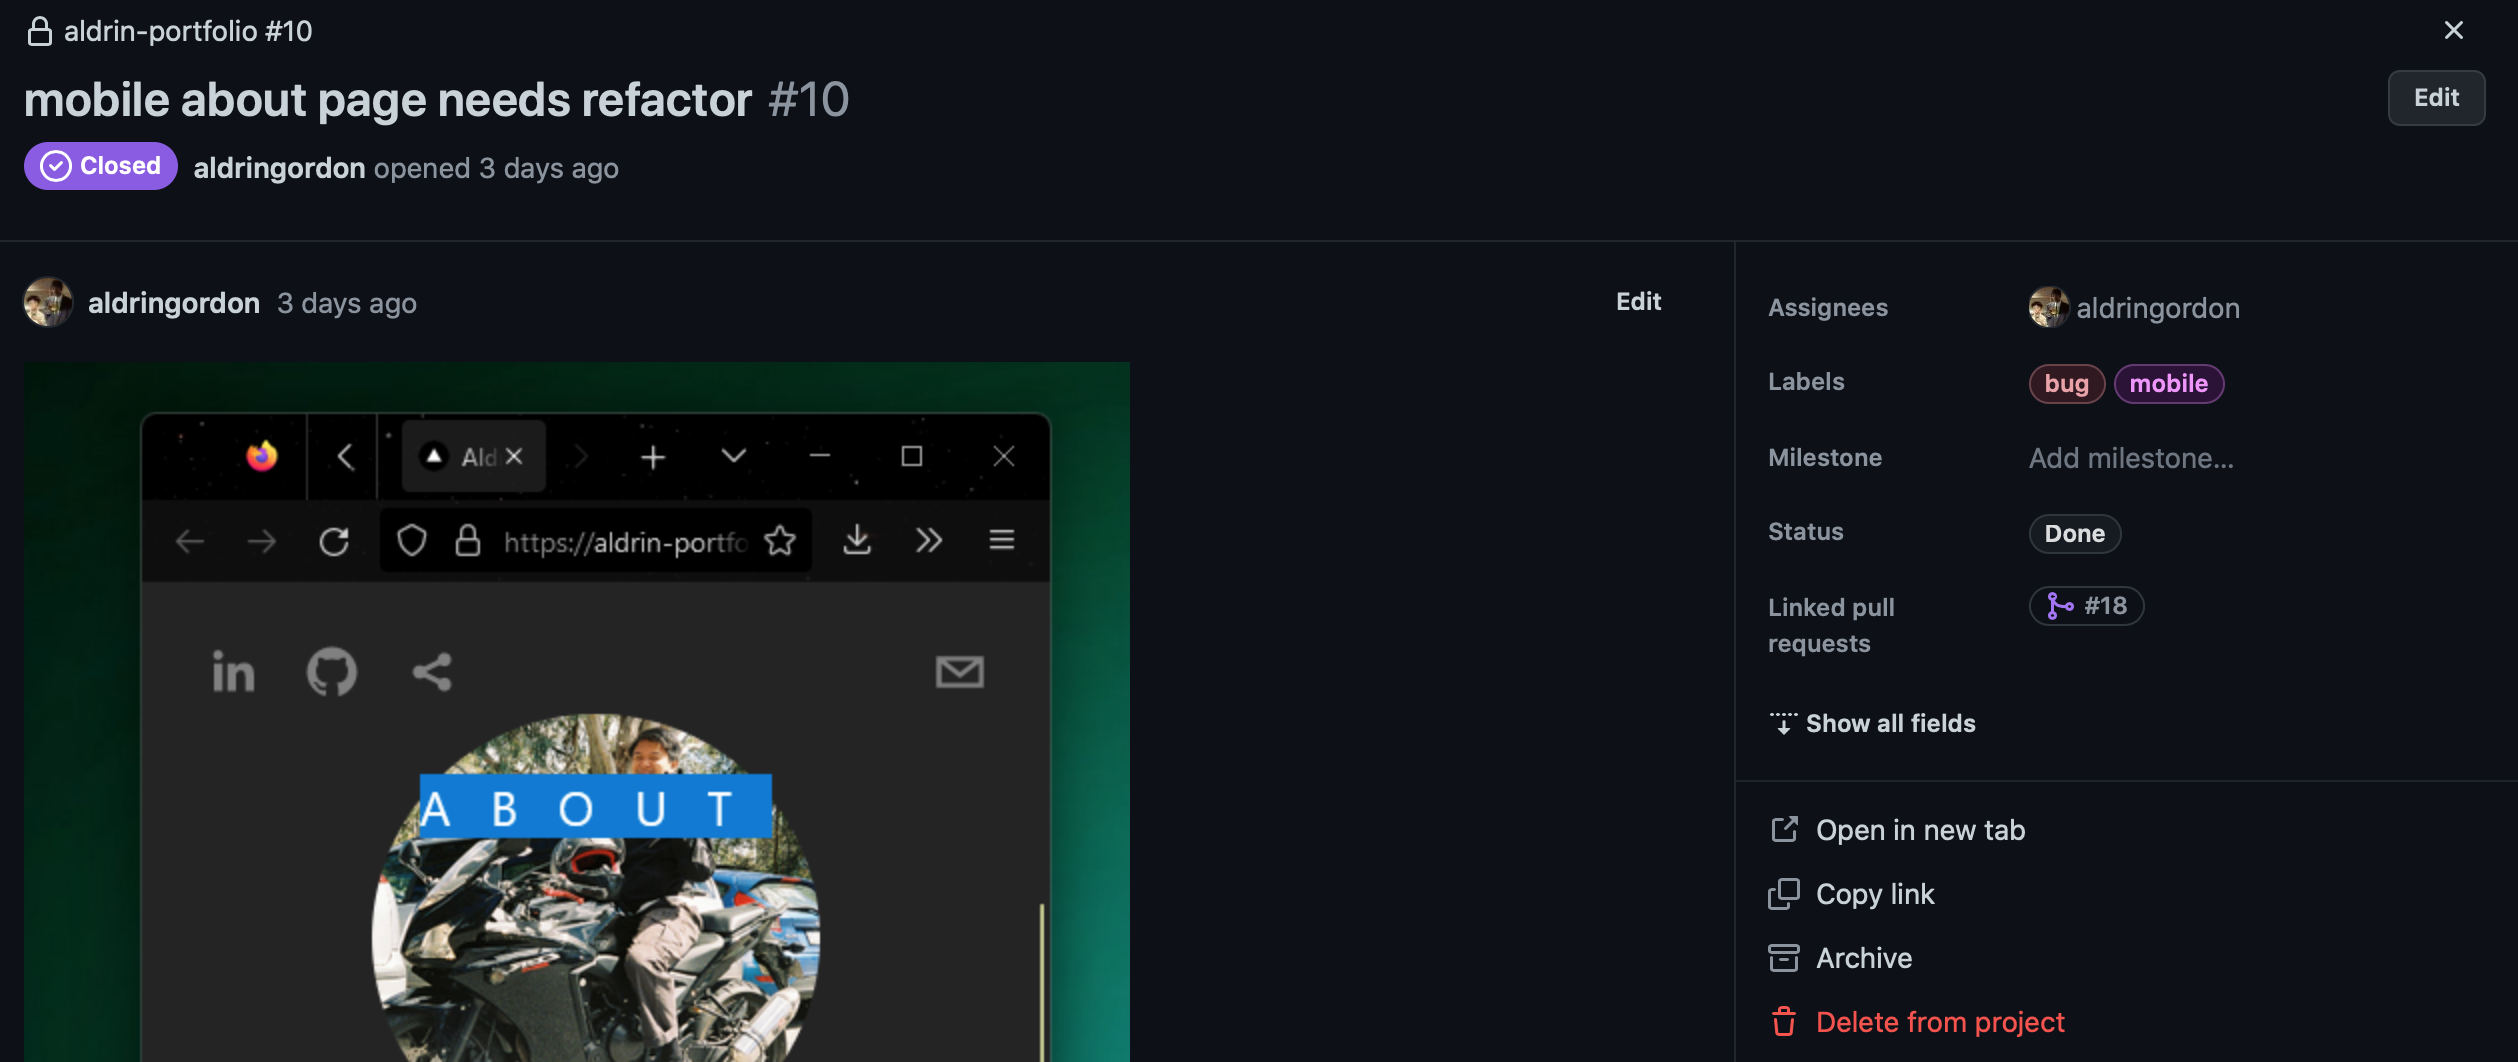 aldrin-portfolio #10
mobile about page needs refactor #10
Edit
Closed
aldringordon opened 3 days ago
aldringordon 3 days ago
Edit
Ald
https://aldrin-portfo
in
A B O U T
Assignees
aldringordon
Labels
bug
mobile
Milestone
Add milestone...
Status
Done
Linked pull
requests
#18
Show all fields
Open in new tab
Copy link
Archive
Delete from project